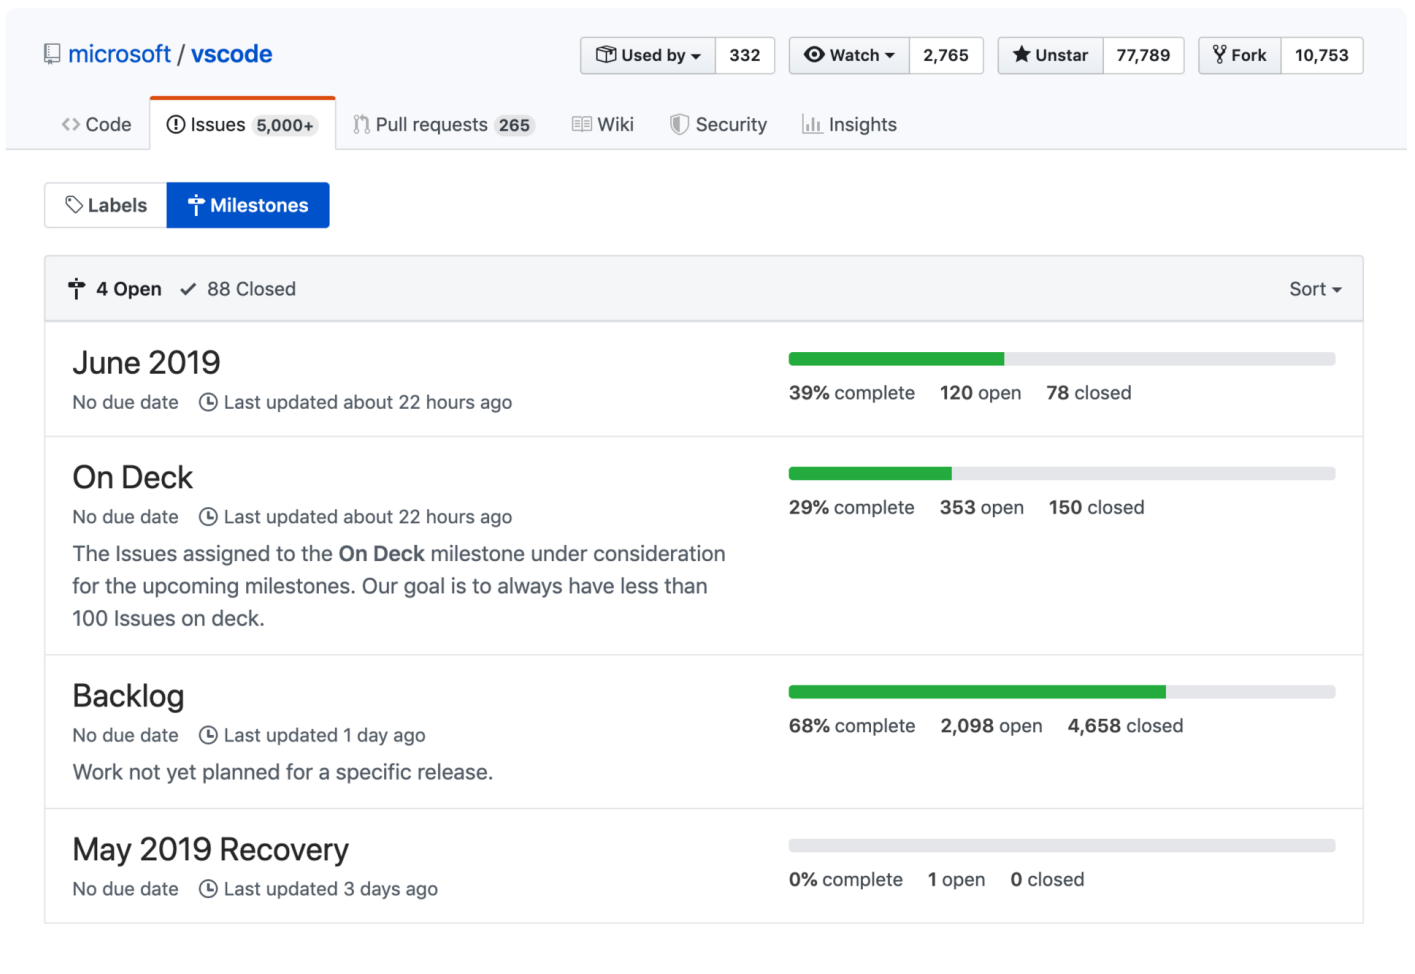 microsoft / vscode
Used by 332 Watch 2,765 Unstar 77,789 Fork 10,753
Code Issues 5,000+ Pull requests 265 Wiki Security Insights
Labels Milestones
4 Open 88 Closed Sort
June 2019
No due date Last updated about 22 hours ago
39% complete 120 open 78 closed
On Deck
No due date Last updated about 22 hours ago
29% complete 353 open 150 closed
The Issues assigned to the On Deck milestone under consideration
for the upcoming milestones. Our goal is to always have less than
100 Issues on deck.
Backlog
No due date Last updated 1 day ago
68% complete 2,098 open 4,658 closed
Work not yet planned for a specific release.
May 2019 Recovery
No due date Last updated 3 days ago
0% complete 1 open 0 closed